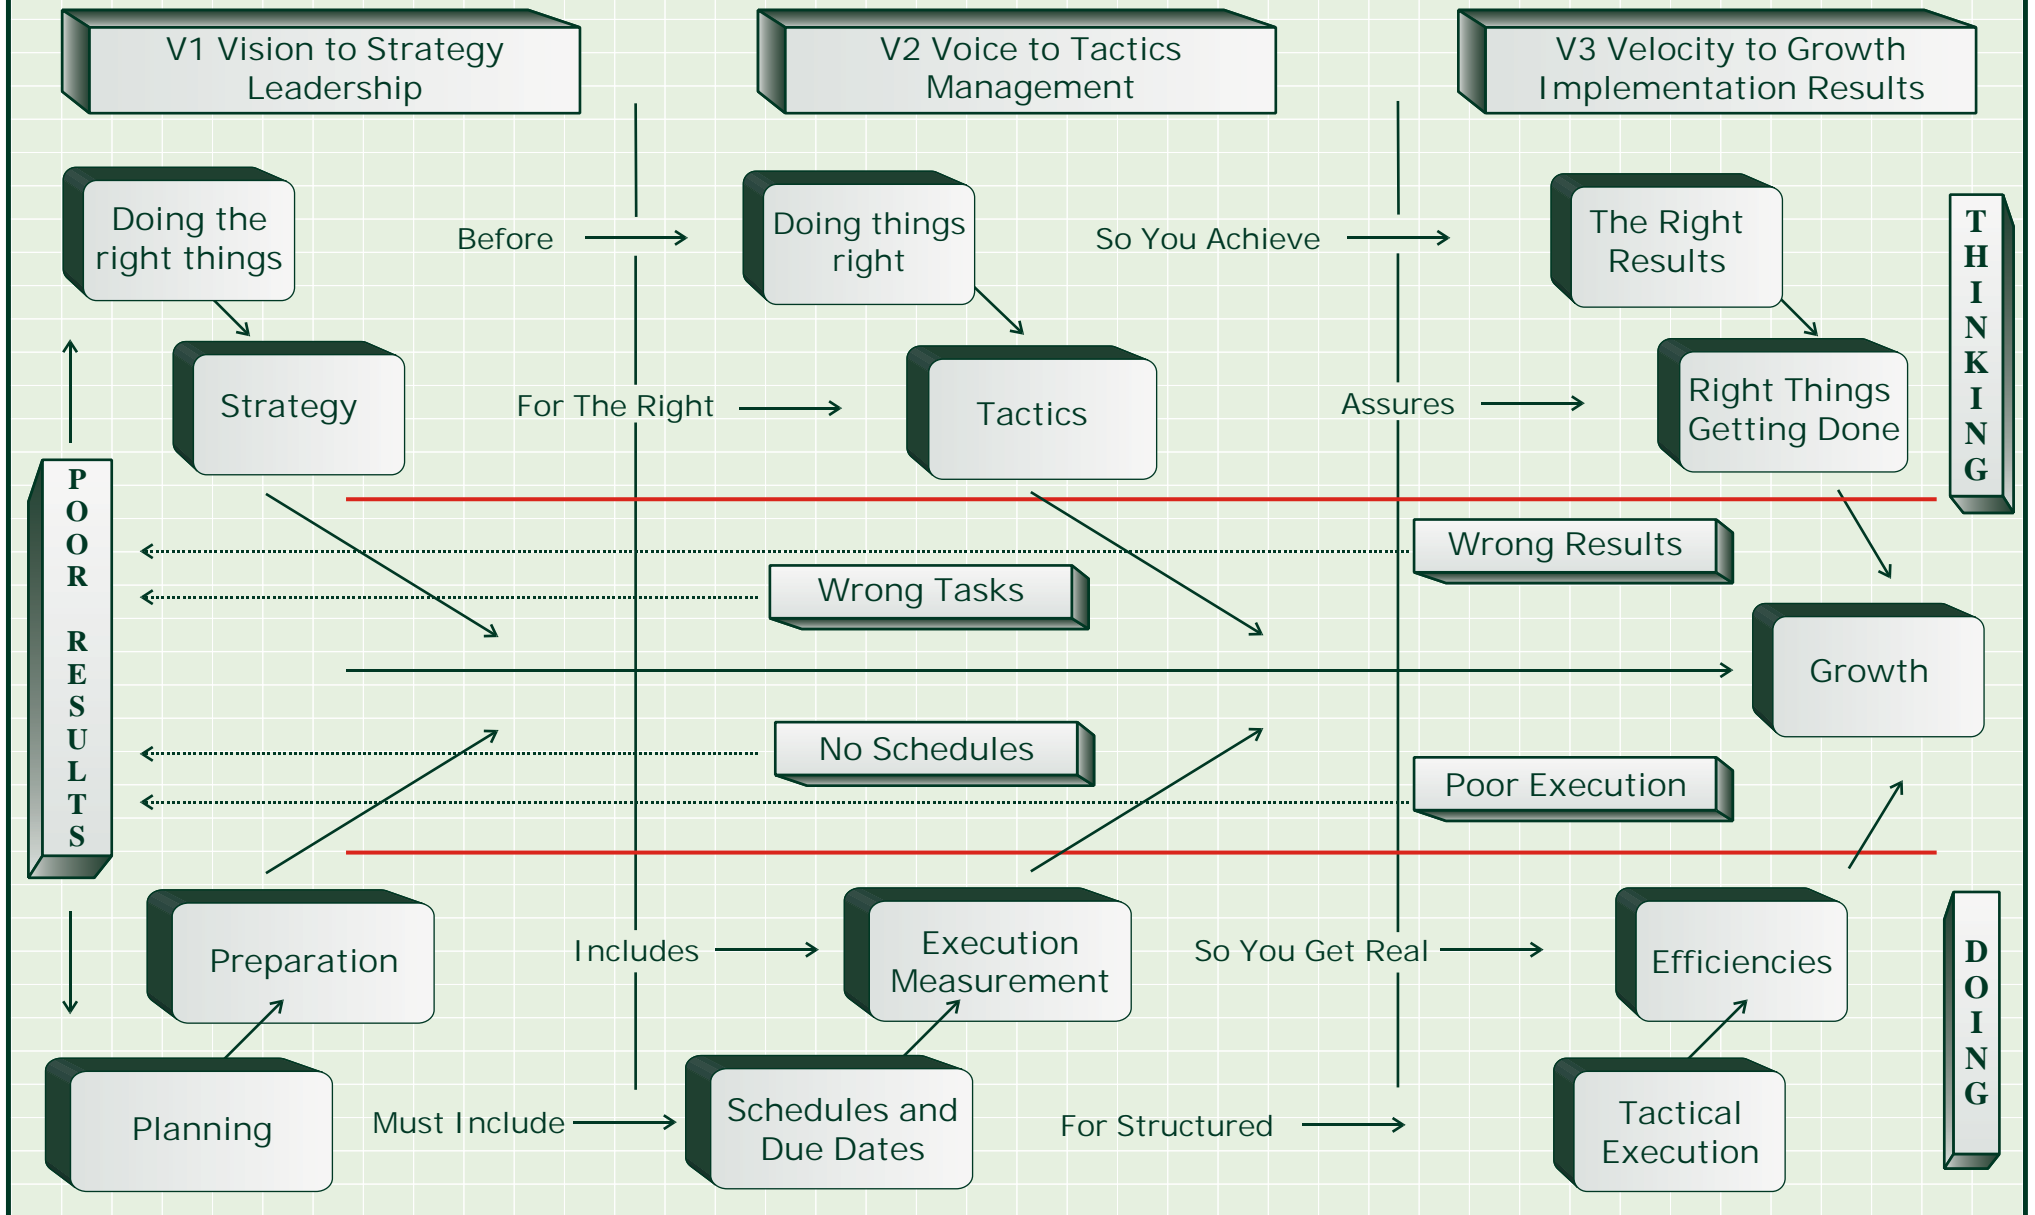 V1 Vision to Strategy
Leadership
V2 Voice to Tactics
Management
V3 Velocity to Growth
Implementation Results
Doing the
right things
Before
Doing things
right
So You Achieve
The Right
Results
THINKING
Strategy
For The Right
Tactics
Assures
Right Things
Getting Done
POOR RESULTS
Wrong Results
Wrong Tasks
Growth
No Schedules
Poor Execution
Preparation
Includes
Execution
Measurement
So You Get Real
Efficiencies
DOING
Planning
Must Include
Schedules and
Due Dates
For Structured
Tactical
Execution